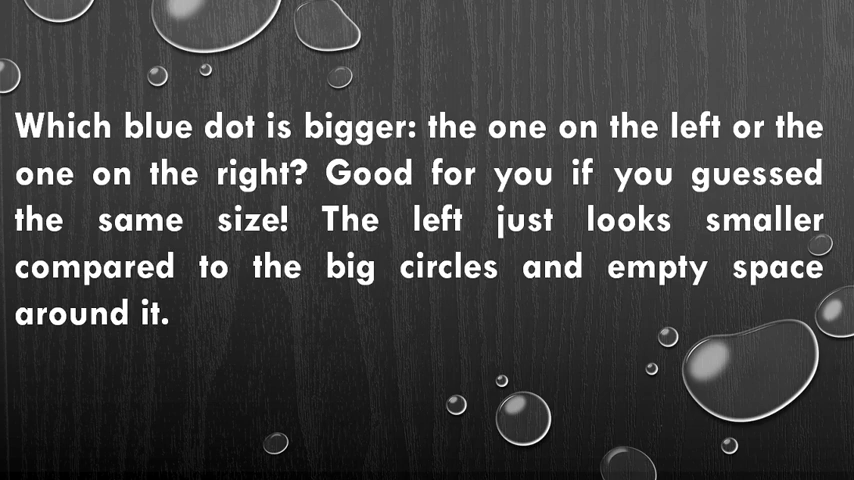 Which blue dot is bigger: the one on the left or the
one on the right? Good for you if you guessed
the same size! The left just looks smaller
compared to the big circles and empty space
around it.